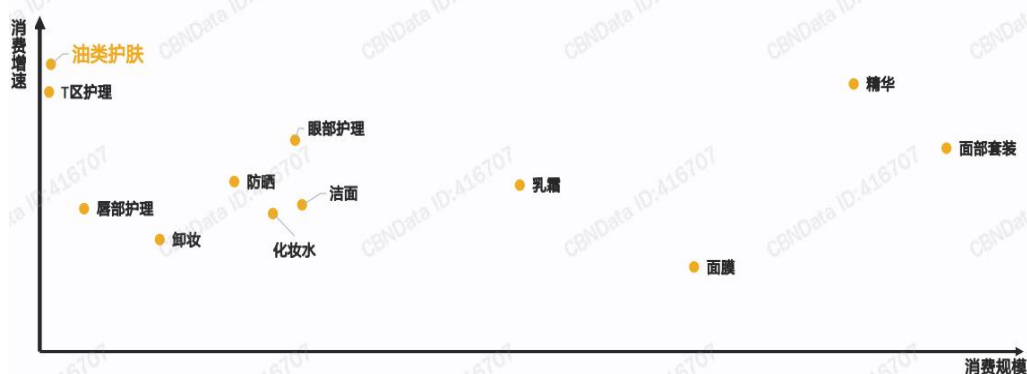 消费增速
油类护肤
T区护理
精华
眼部护理
面部套装
防晒
乳霜
洁面
唇部护理
卸妆
化妆水
面膜
消费规模
CBNData ID:416707